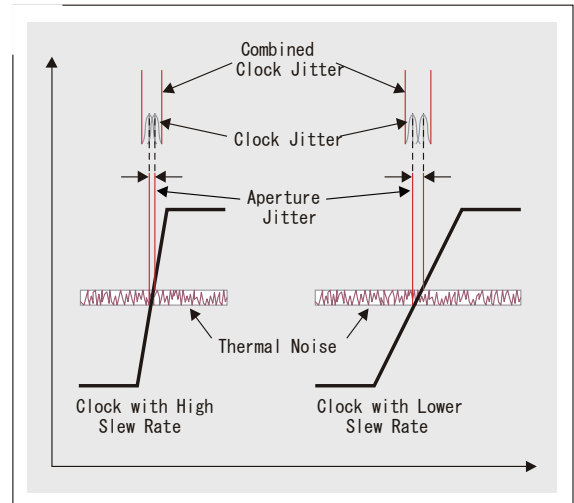 Combined
Clock Jitter
Clock Jitter
Aperture
Jitter
Thermal Noise
Clock with High
Slew Rate
Clock with Lower
Slew Rate